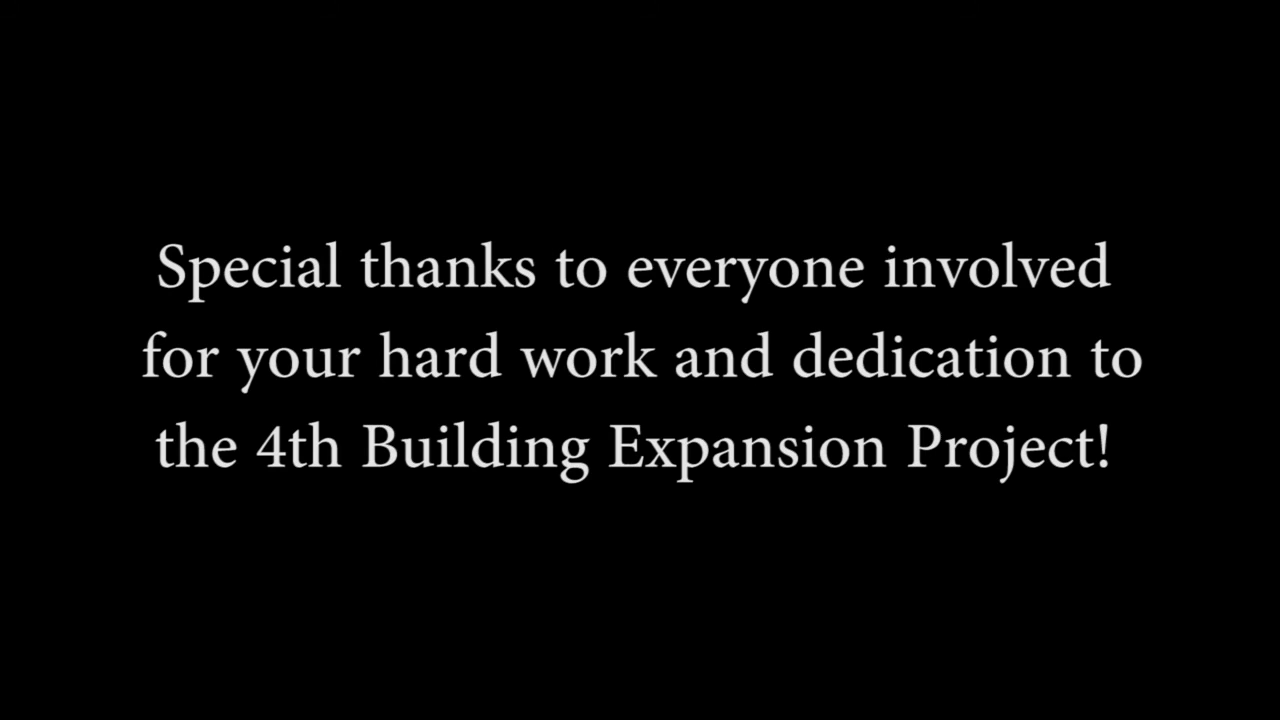 Special thanks to everyone involved
for your hard work and dedication to
the 4th Building Expansion Project!